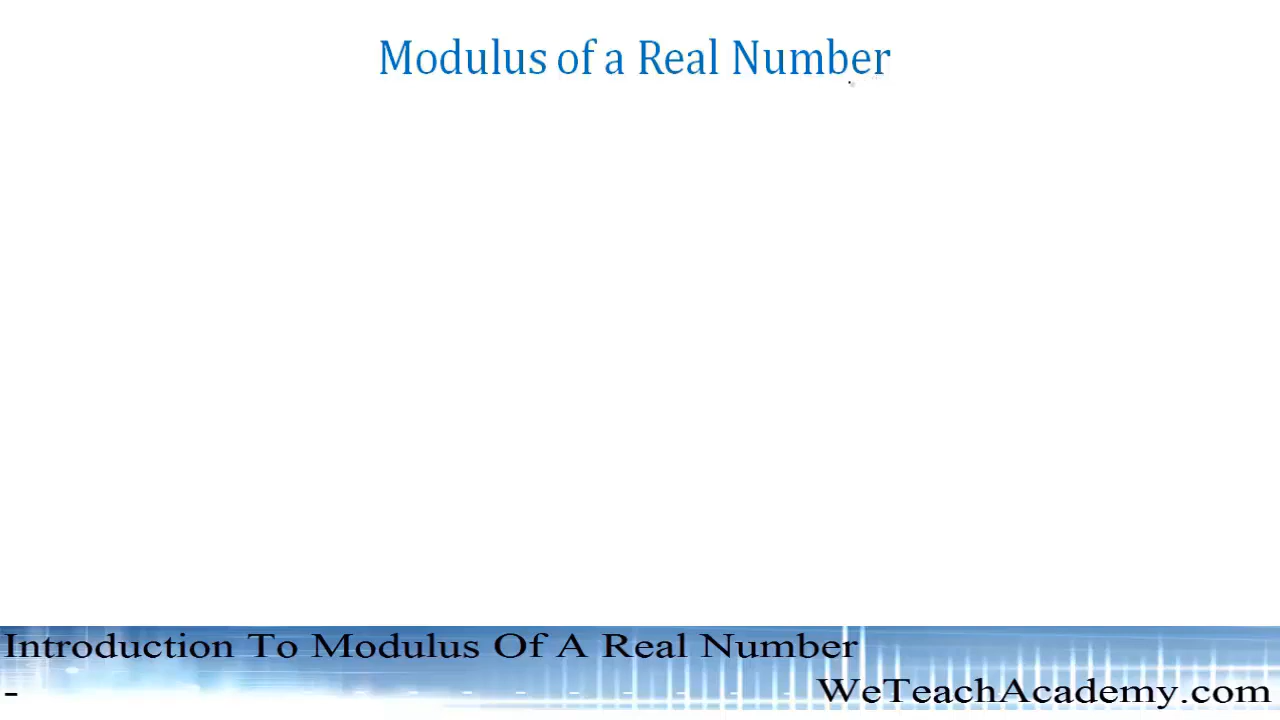 Modulus of a Real Number
Introduction To Modulus Of A Real Number
-
WeTeachAcademy.com